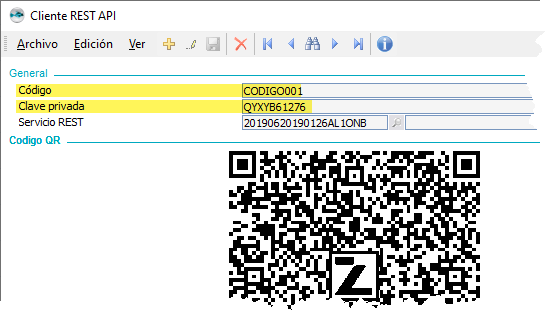 Cliente REST API
Archivo Edición Ver
General
Código CODIGO001
Clave privada QYXYB61276
Servicio REST 20190620190126AL1ONB
Codigo QR
Z